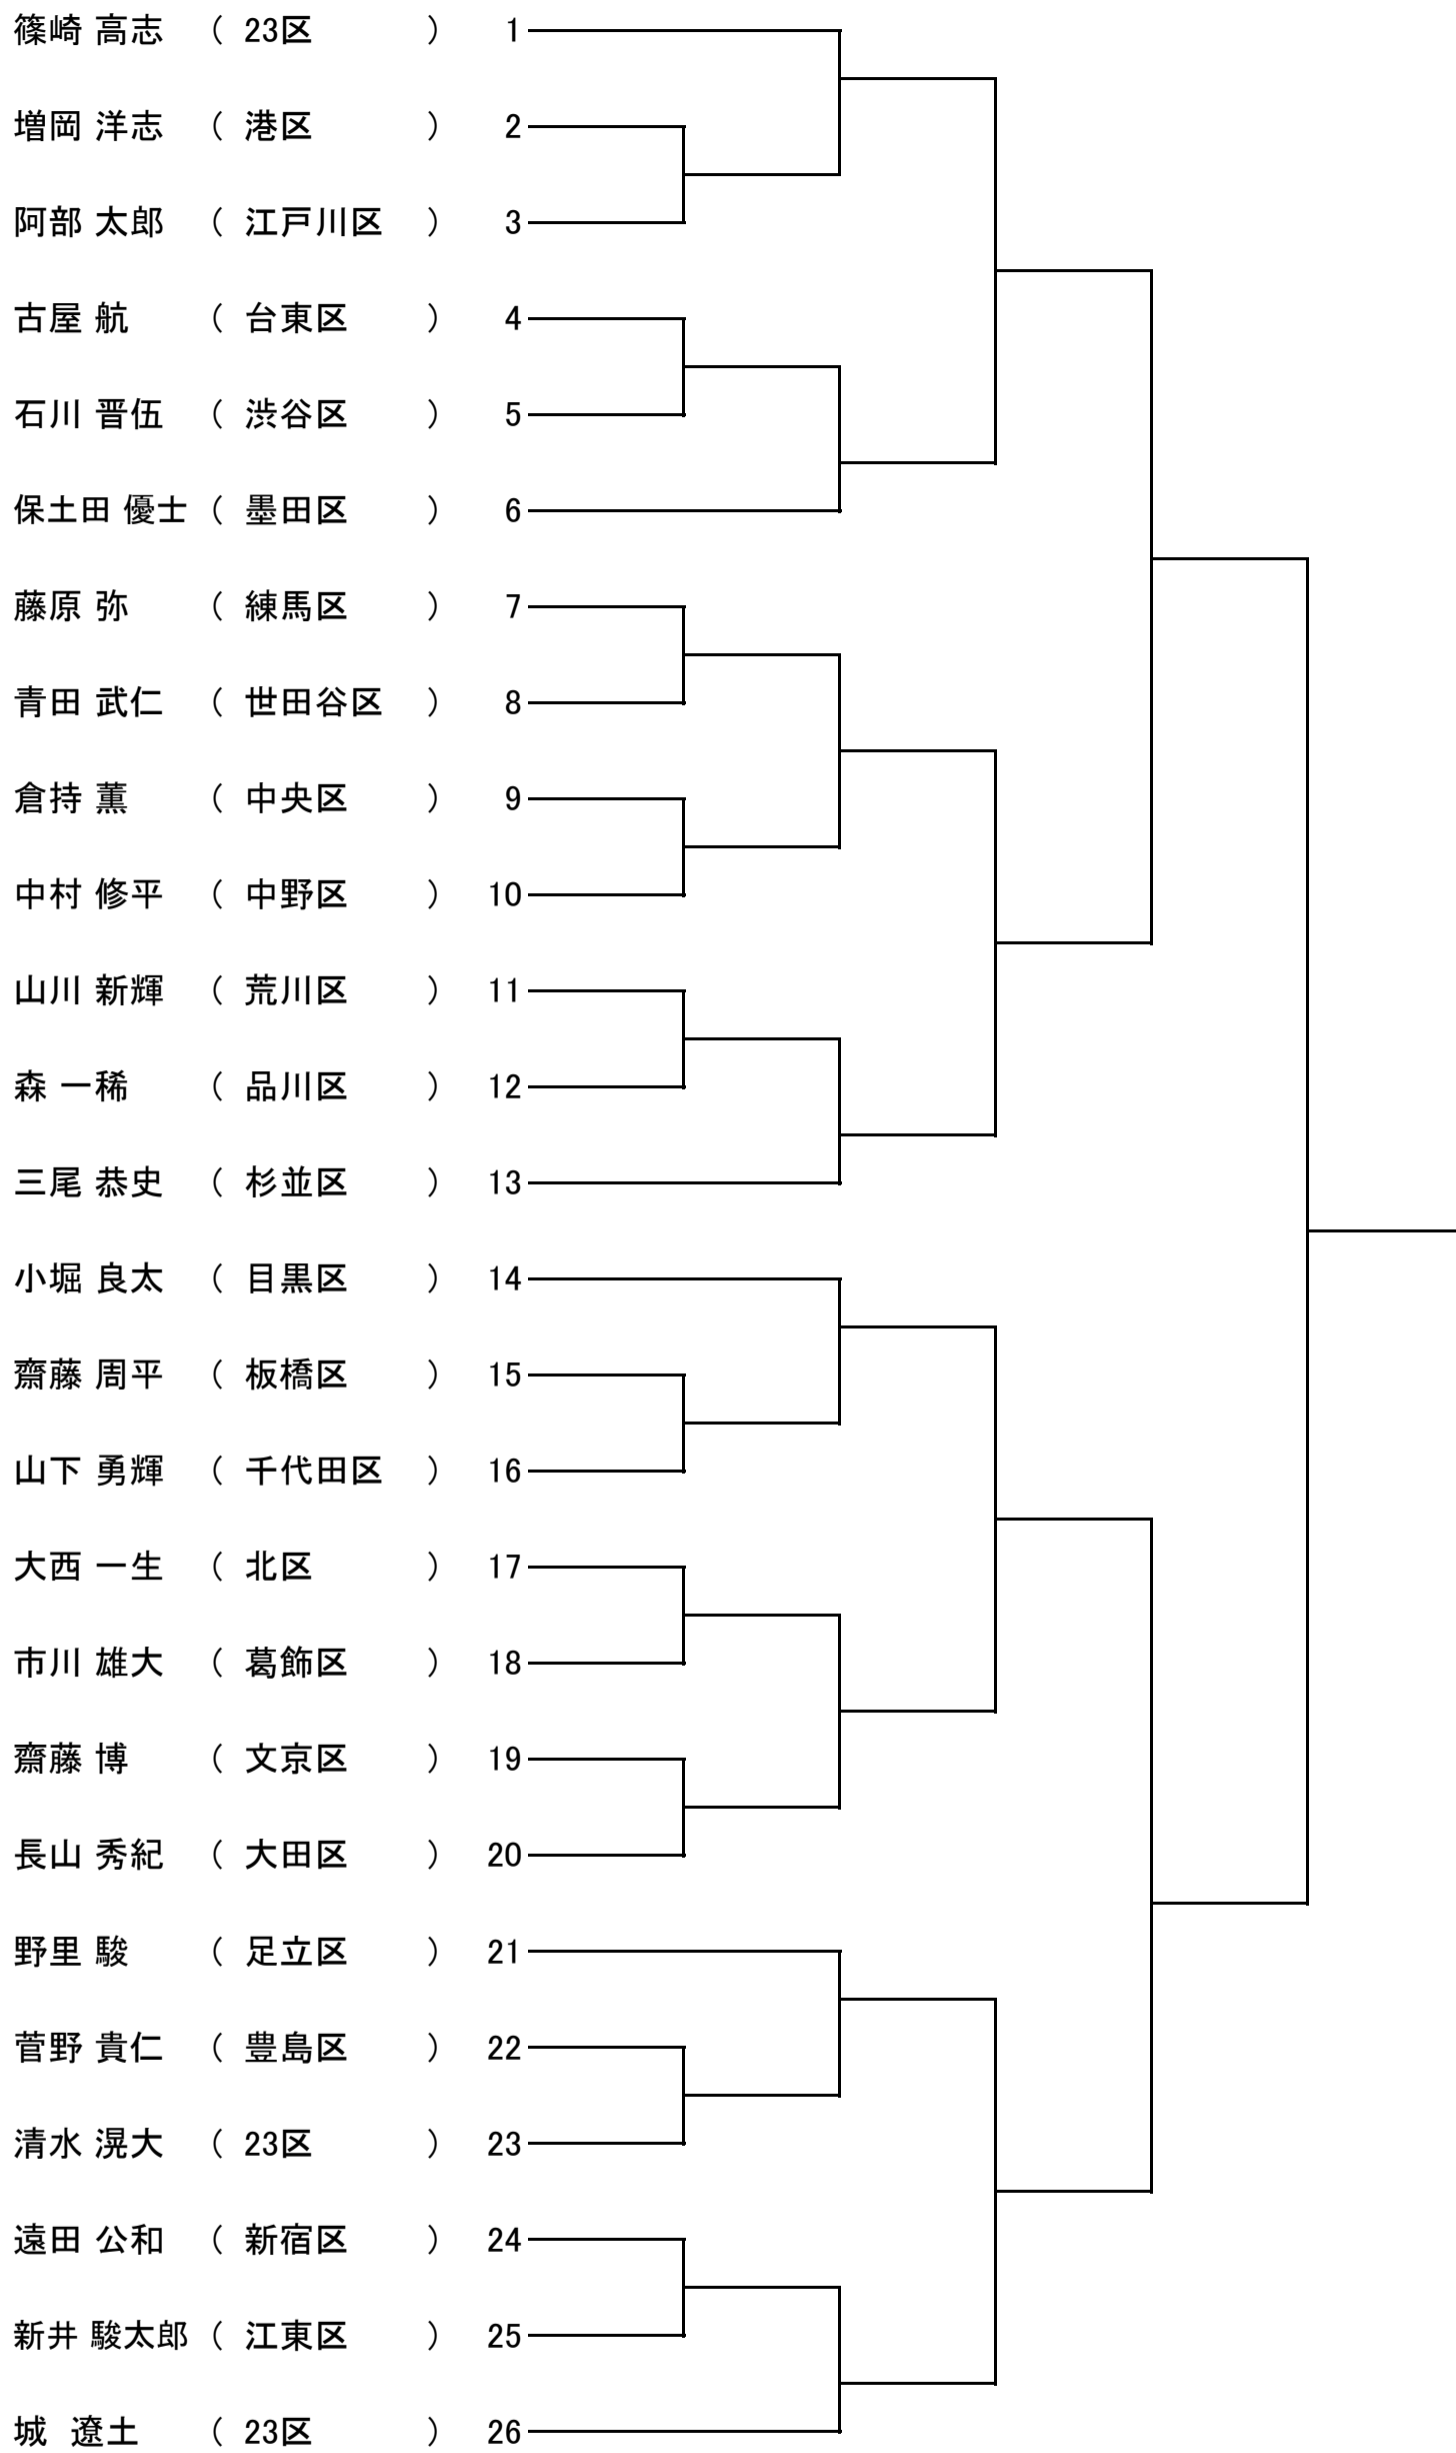 篠崎 高志 ( 23区 ) 1
増岡 洋志 ( 港区 ) 2
阿部 太郎 ( 江戸川区 ) 3
古屋 航 ( 台東区 ) 4
石川 晋伍 ( 渋谷区 ) 5
保土田 優士 ( 墨田区 ) 6
藤原 弥 ( 練馬区 ) 7
青田 武仁 ( 世田谷区 ) 8
倉持 薫 ( 中央区 ) 9
中村 修平 ( 中野区 ) 10
山川 新輝 ( 荒川区 ) 11
森 一稀 ( 品川区 ) 12
三尾 恭史 ( 杉並区 ) 13
小堀 良太 ( 目黒区 ) 14
齋藤 周平 ( 板橋区 ) 15
山下 勇輝 ( 千代田区 ) 16
大西 一生 ( 北区 ) 17
市川 雄大 ( 葛飾区 ) 18
齋藤 博 ( 文京区 ) 19
長山 秀紀 ( 大田区 ) 20
野里 駿 ( 足立区 ) 21
菅野 貴仁 ( 豊島区 ) 22
清水 滉大 ( 23区 ) 23
遠田 公和 ( 新宿区 ) 24
新井 駿太郎 ( 江東区 ) 25
城 遼士 ( 23区 ) 26